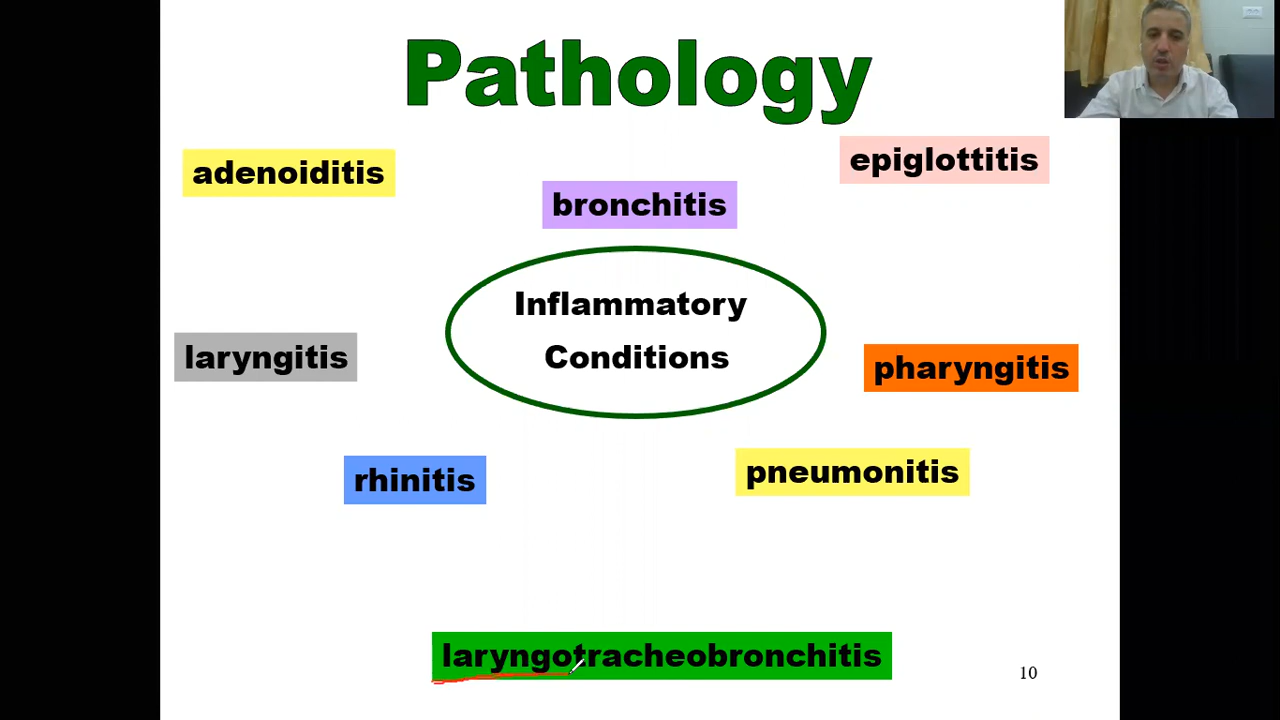 Pathology
adenoiditis
epiglottitis
bronchitis
Inflammatory
Conditions
laryngitis
pharyngitis
rhinitis
pneumonitis
laryngotracheobronchitis
10